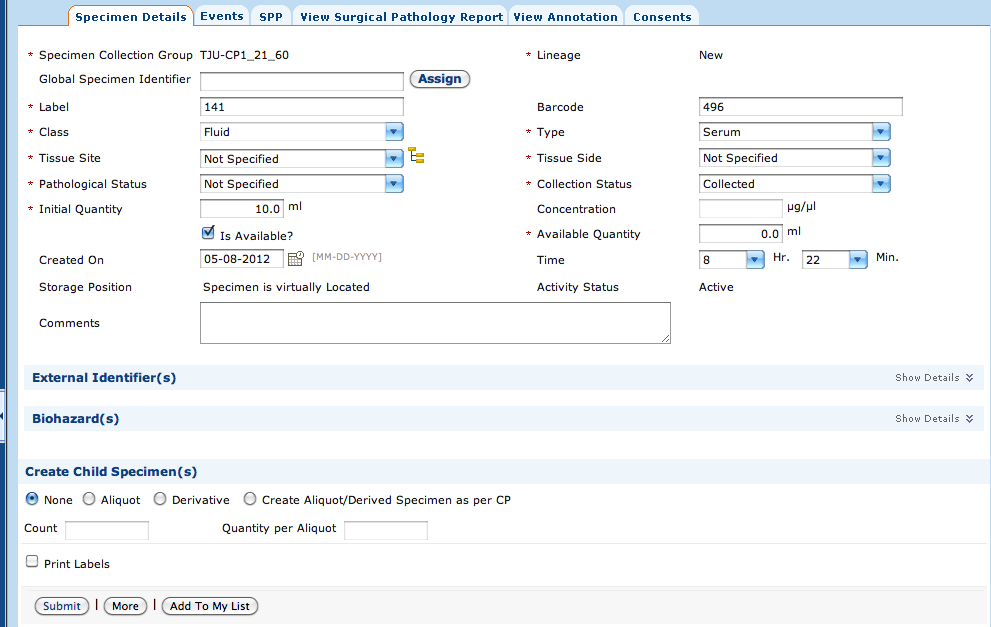 Specimen Details Events SPP View Surgical Pathology Report View Annotation Consents
* Specimen Collection Group TJU-CP1_21_60 * Lineage New
Global Specimen Identifier Assign
* Label 141 Barcode 496
* Class Fluid * Type Serum
* Tissue Site Not Specified * Tissue Side Not Specified
* Pathological Status Not Specified * Collection Status Collected
* Initial Quantity 10.0 ml Concentration µg/µl
Is Available? * Available Quantity 0.0 ml
Created On 05-08-2012 [MM-DD-YYYY] Time 8 Hr. 22 Min.
Storage Position Specimen is virtually Located Activity Status Active
Comments
External Identifier(s) Show Details
Biohazard(s) Show Details
Create Child Specimen(s)
None Aliquot Derivative Create Aliquot/Derived Specimen as per CP
Count Quantity per Aliquot
Print Labels
Submit | More | Add To My List